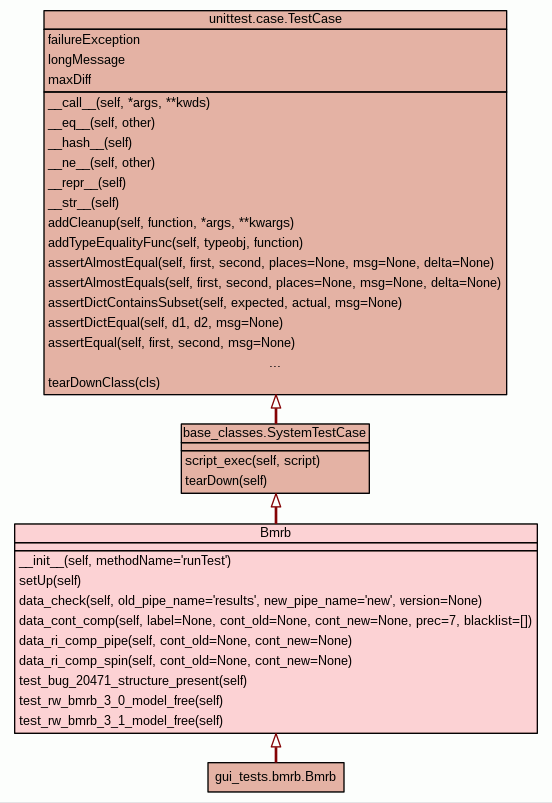 unittest.case.TestCase
failureException
longMessage
maxDiff
__call__(self, *args, **kwds)
__eq__(self, other)
__hash__(self)
__ne__(self, other)
__repr__(self)
__str__(self)
addCleanup(self, function, *args, **kwargs)
addTypeEqualityFunc(self, typeobj, function)
assertAlmostEqual(self, first, second, places=None, msg=None, delta=None)
assertAlmostEquals(self, first, second, places=None, msg=None, delta=None)
assertDictContainsSubset(self, expected, actual, msg=None)
assertDictEqual(self, d1, d2, msg=None)
assertEqual(self, first, second, msg=None)
...
tearDownClass(cls)
base_classes.SystemTestCase
script_exec(self, script)
tearDown(self)
Bmrb
__init__(self, methodName='runTest')
setUp(self)
data_check(self, old_pipe_name='results', new_pipe_name='new', version=None)
data_cont_comp(self, label=None, cont_old=None, cont_new=None, prec=7, blacklist=[])
data_ri_comp_pipe(self, cont_old=None, cont_new=None)
data_ri_comp_spin(self, cont_old=None, cont_new=None)
test_bug_20471_structure_present(self)
test_rw_bmrb_3_0_model_free(self)
test_rw_bmrb_3_1_model_free(self)
gui_tests.bmrb.Bmrb